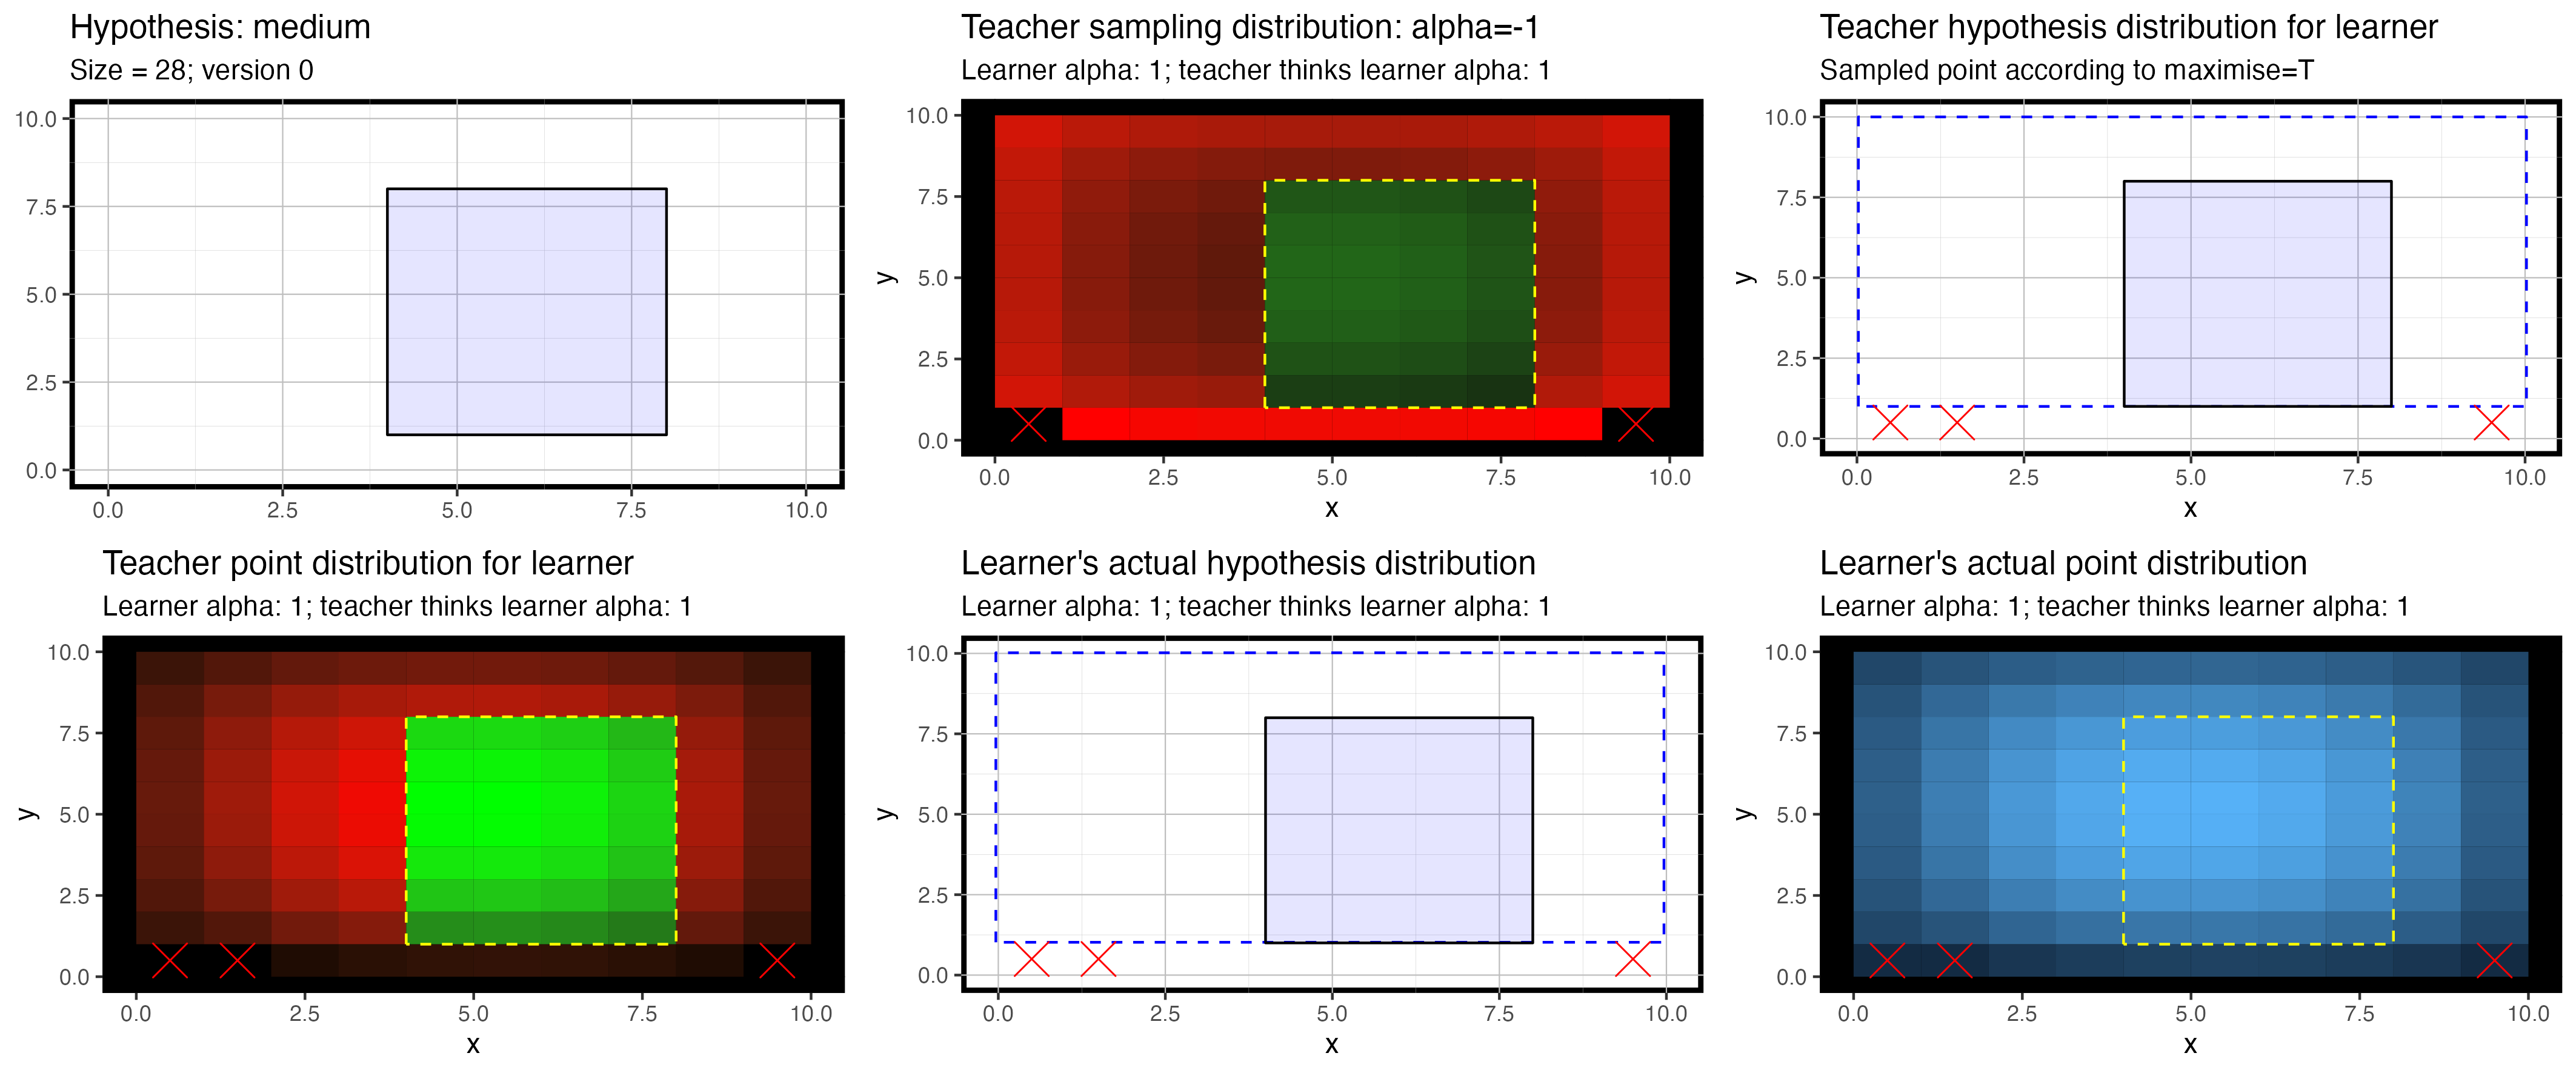 Hypothesis: medium
Size = 28; version 0
10.0
7.5
5.0
2.5
0.0
0.0 2.5 5.0 7.5 10.0
Teacher sampling distribution: alpha=-1
Learner alpha: 1; teacher thinks learner alpha: 1
y
10.0
7.5
5.0
2.5
0.0
0.0 2.5 5.0 7.5 10.0
x
Teacher hypothesis distribution for learner
Sampled point according to maximise=T
y
10.0
7.5
5.0
2.5
0.0
0.0 2.5 5.0 7.5 10.0
x
Teacher point distribution for learner
Learner alpha: 1; teacher thinks learner alpha: 1
y
10.0
7.5
5.0
2.5
0.0
0.0 2.5 5.0 7.5 10.0
x
Learner's actual hypothesis distribution
Learner alpha: 1; teacher thinks learner alpha: 1
y
10.0
7.5
5.0
2.5
0.0
0.0 2.5 5.0 7.5 10.0
x
Learner's actual point distribution
Learner alpha: 1; teacher thinks learner alpha: 1
y
10.0
7.5
5.0
2.5
0.0
0.0 2.5 5.0 7.5 10.0
x